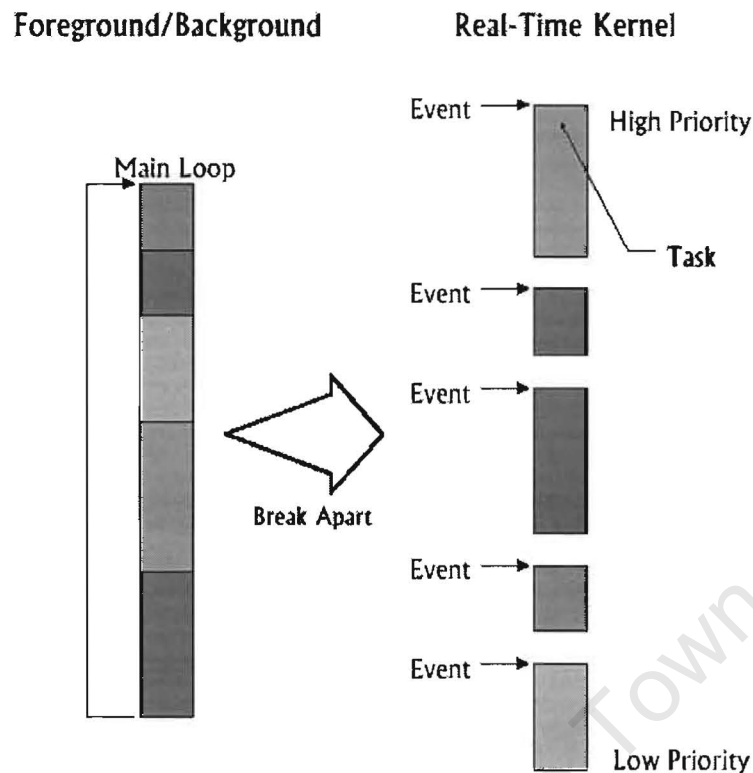 Foreground/Background
Real-Time Kernel
Main Loop
Break Apart
Event
High Priority
Task
Event
Event
Event
Event
Low Priority
Town